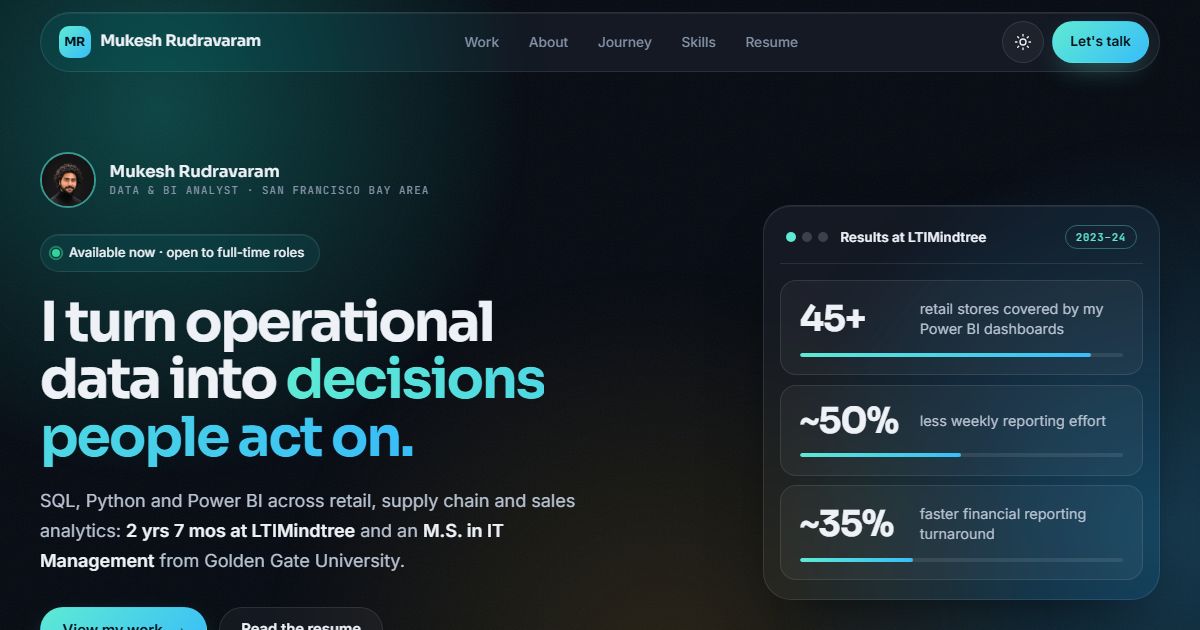 MR Mukesh Rudravaram Work About Journey Skills Resume Let's talk
Mukesh Rudravaram
DATA & BI ANALYST · SAN FRANCISCO BAY AREA
Available now · open to full-time roles
I turn operational
data into decisions
people act on.
SQL, Python and Power BI across retail, supply chain and sales
analytics: 2 yrs 7 mos at LTIMindtree and an M.S. in IT
Management from Golden Gate University.
View my work → Read the resume
Results at LTIMindtree 2023–24
45+ retail stores covered by my
Power BI dashboards
~50% less weekly reporting effort
~35% faster financial reporting
turnaround